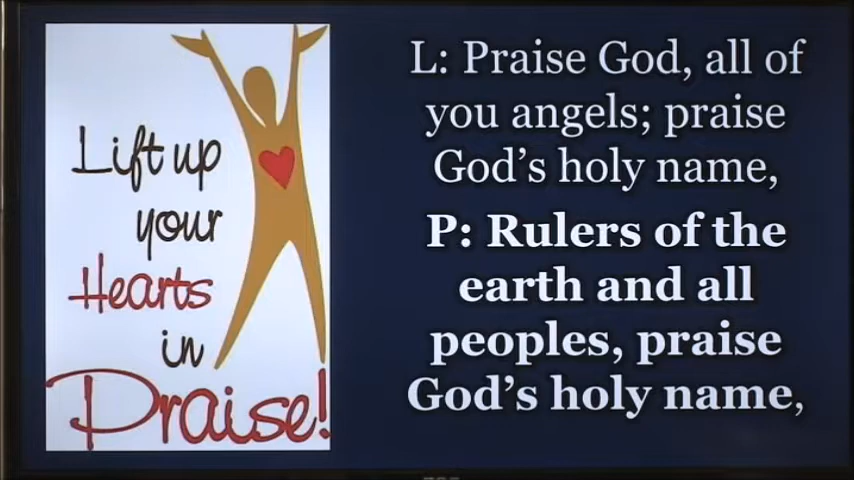 Lift up
your
Hearts
in
Praise!
L: Praise God, all of
you angels; praise
God’s holy name,
P: Rulers of the
earth and all
peoples, praise
God’s holy name,